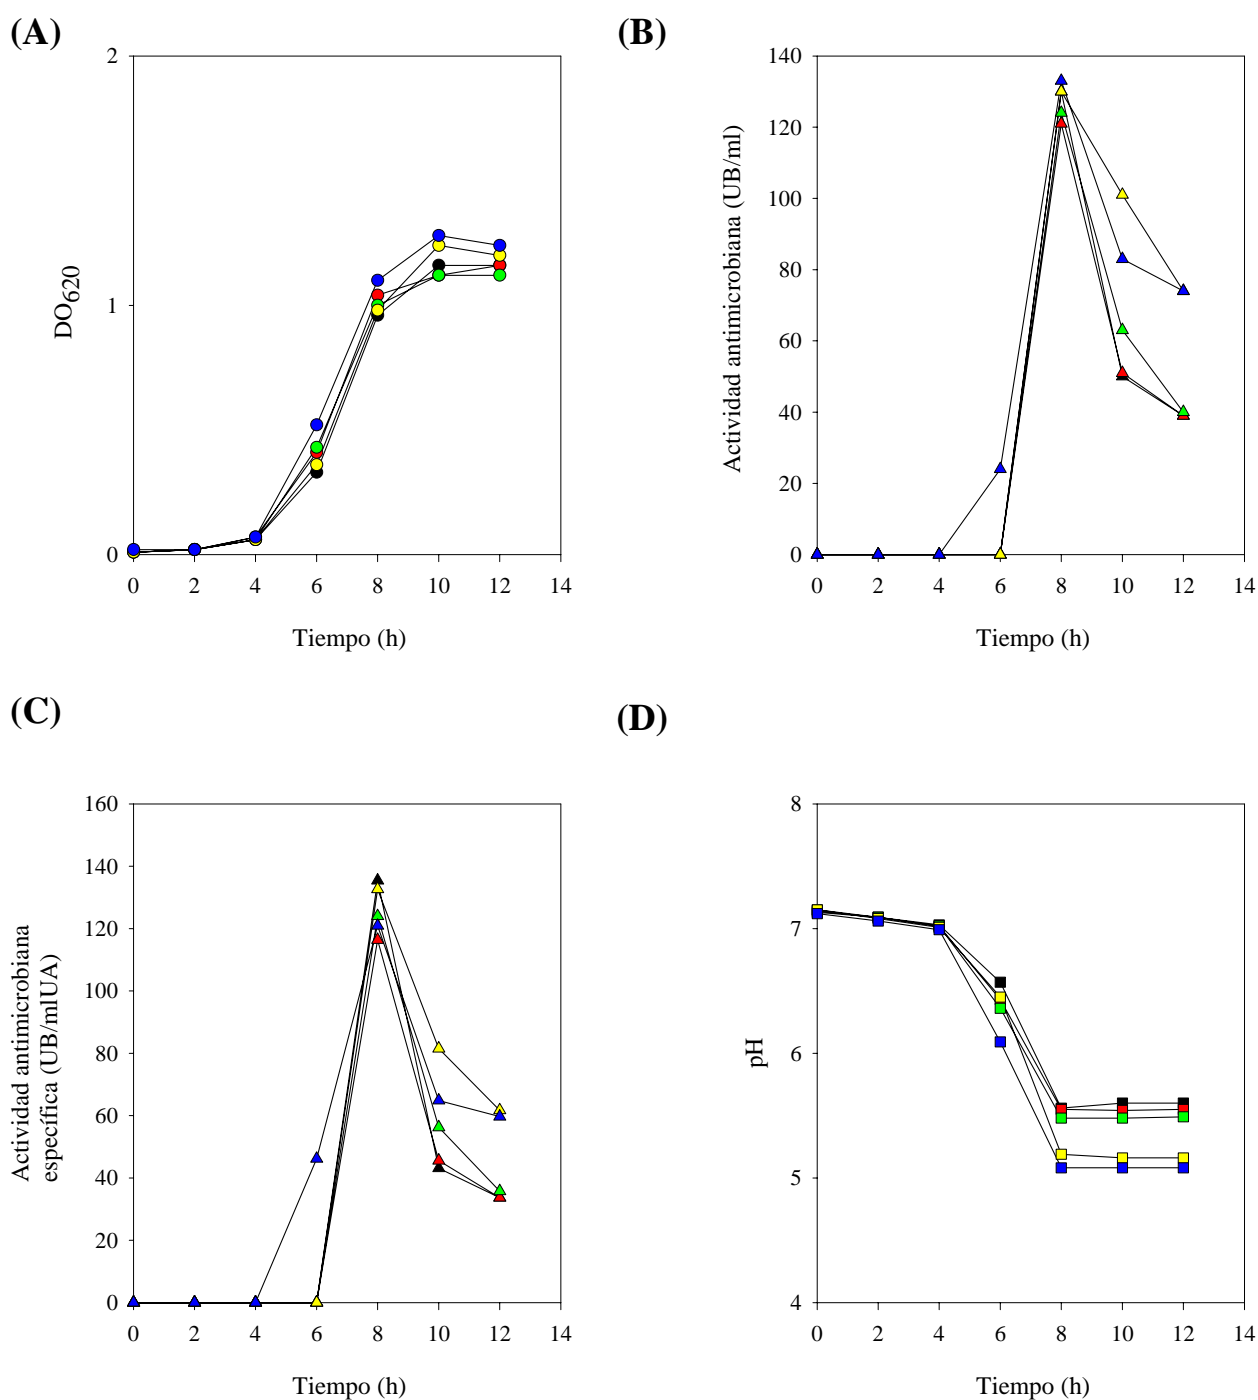 (A)
(B)
2
1
0
DO620
0 2 4 6 8 10 12 14
Tiempo (h)
140
120
100
80
60
40
20
0
Actividad antimicrobiana (UB/ml)
0 2 4 6 8 10 12 14
Tiempo (h)
(C)
(D)
160
140
120
100
80
60
40
20
0
Actividad antimicrobiana
específica (UB/mlUA)
0 2 4 6 8 10 12 14
Tiempo (h)
8
7
6
5
4
pH
0 2 4 6 8 10 12 14
Tiempo (h)